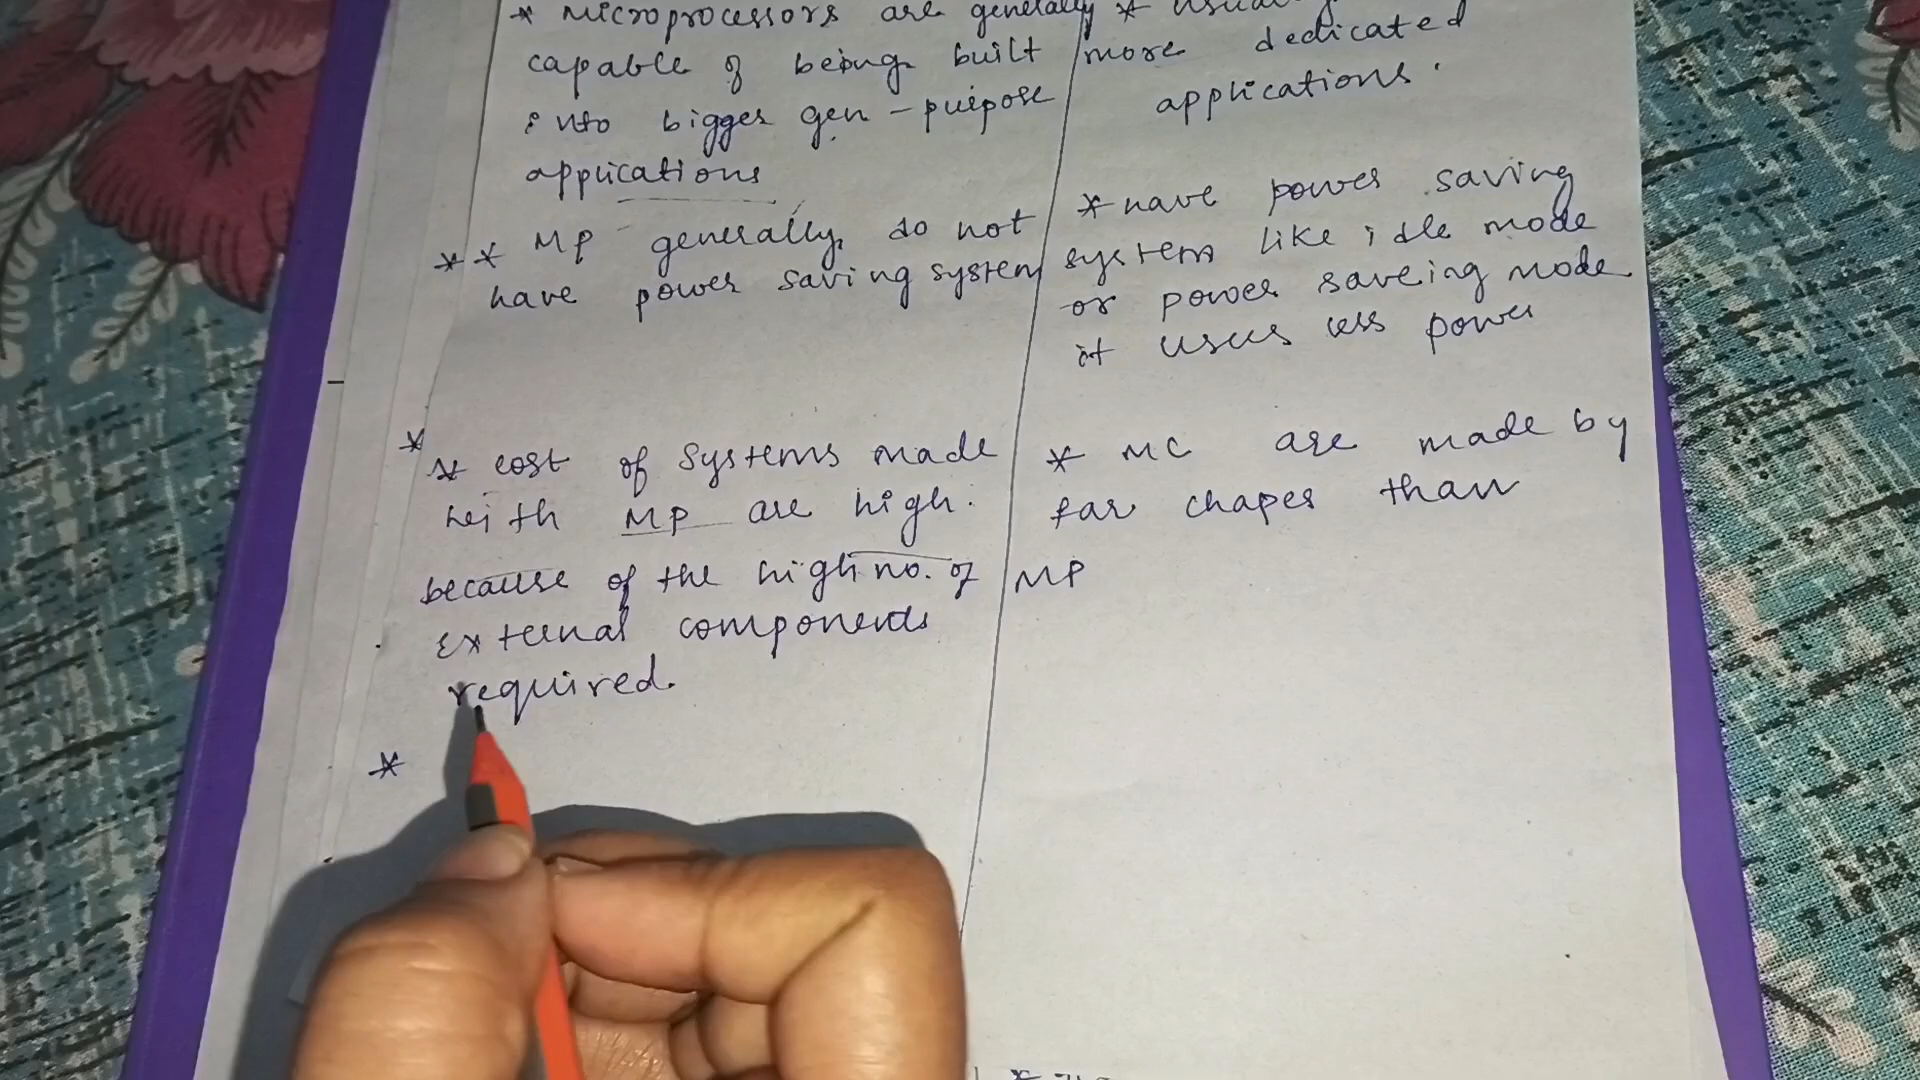 * Microprocessors are generally
capable of being built
into bigger gen-purpose
applications
** MP generally do not
have power saving system
* cost of systems made
with MP are high.
because of the high no. of
external components
required.
*
* usually
more dedicated
applications.
* have power saving
system like idle mode
or power saveing mode
it uses less power
* MC are made by
far chapes than
MP